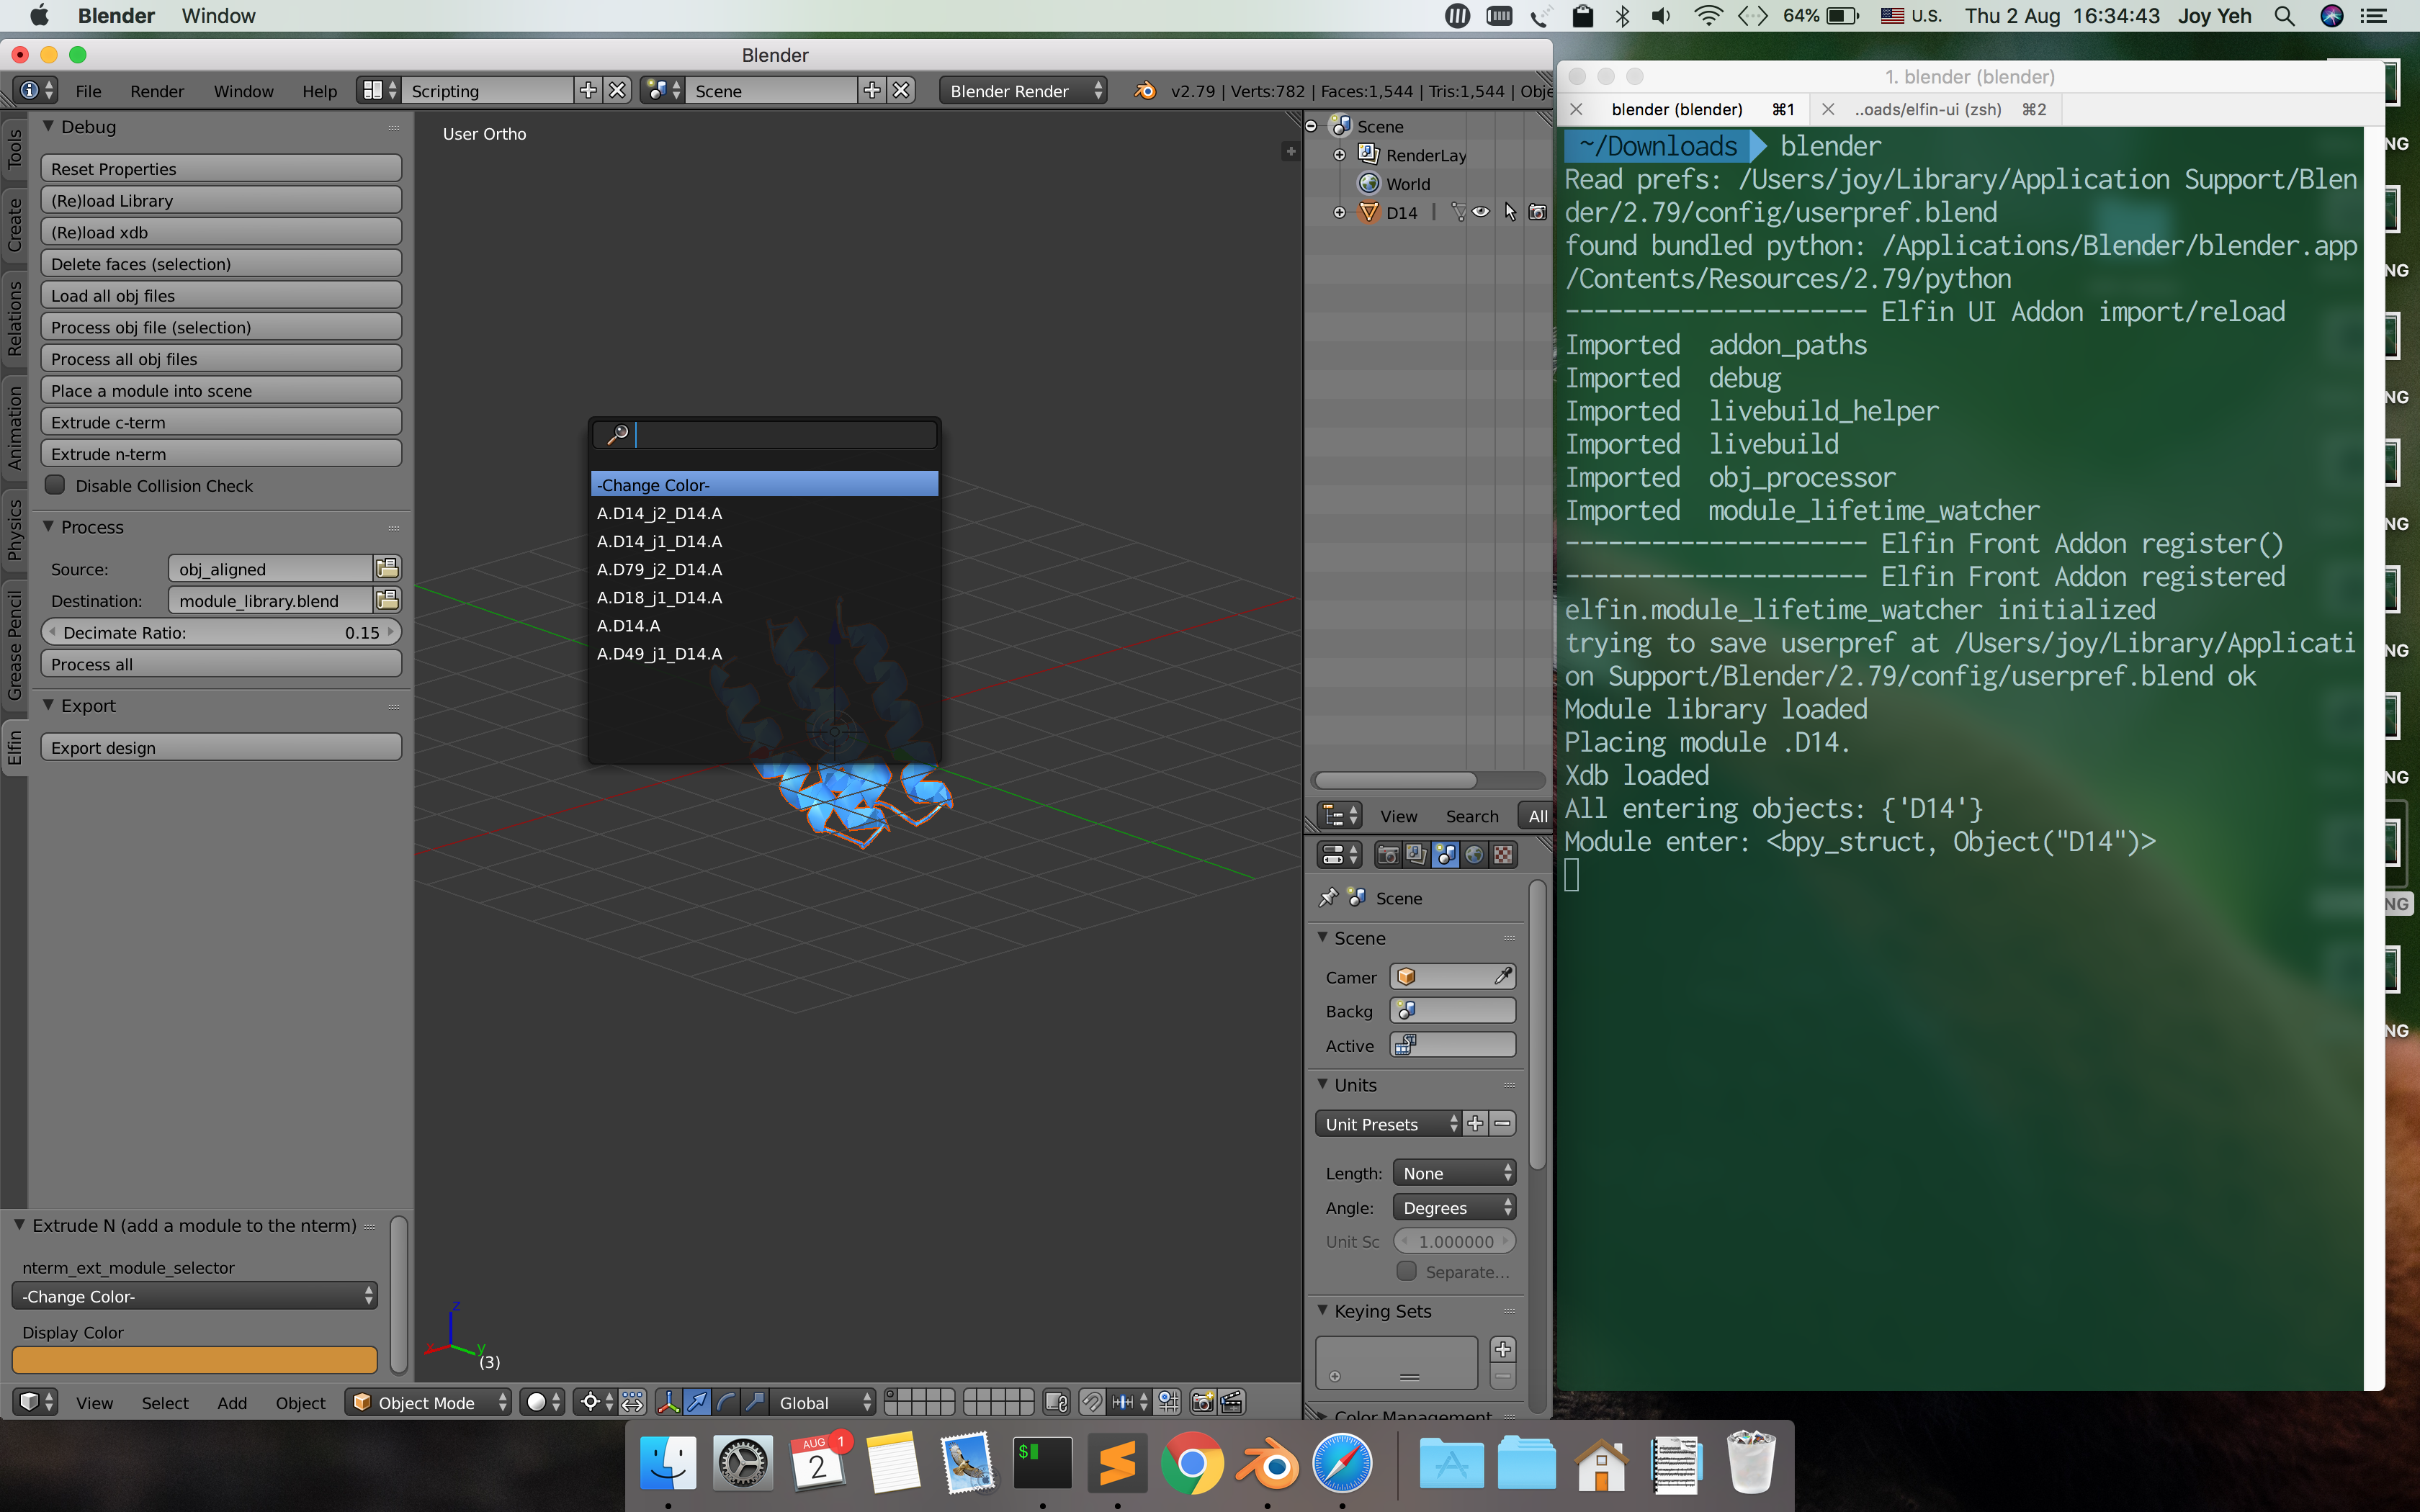 Blender Window 64% U.S. Thu 2 Aug 16:34:43 Joy Yeh
Blender
File Render Window Help Scripting Scene Blender Render v2.79 | Verts:782 | Faces:1,544 | Tris:1,544 | Obje
Tools
Create
Relations
Animation
Physics
Grease Pencil
Elfin
Debug
Reset Properties
(Re)load Library
(Re)load xdb
Delete faces (selection)
Load all obj files
Process obj file (selection)
Process all obj files
Place a module into scene
Extrude c-term
Extrude n-term
Disable Collision Check
Process
Source: obj_aligned
Destination: module_library.blend
Decimate Ratio: 0.15
Process all
Export
Export design
Extrude N (add a module to the nterm)
nterm_ext_module_selector
-Change Color-
Display Color
User Ortho
-Change Color-
A.D14_j2_D14.A
A.D14_j1_D14.A
A.D79_j2_D14.A
A.D18_j1_D14.A
A.D14.A
A.D49_j1_D14.A
z
x
y
(3)
View Select Add Object Object Mode Global
Scene
RenderLay
World
D14
View Search All
Scene
Scene
Camer
Backg
Active
Units
Unit Presets
Length: None
Angle: Degrees
Unit Sc 1.000000
Separate...
Keying Sets
Color Management
1. blender (blender)
blender (blender) ⌘1 ..oads/elfin-ui (zsh) ⌘2
~/Downloads blender
Read prefs: /Users/joy/Library/Application Support/Blen
der/2.79/config/userpref.blend
found bundled python: /Applications/Blender/blender.app
/Contents/Resources/2.79/python
--------------------- Elfin UI Addon import/reload
Imported addon_paths
Imported debug
Imported livebuild_helper
Imported livebuild
Imported obj_processor
Imported module_lifetime_watcher
--------------------- Elfin Front Addon register()
--------------------- Elfin Front Addon registered
elfin.module_lifetime_watcher initialized
trying to save userpref at /Users/joy/Library/Applicati
on Support/Blender/2.79/config/userpref.blend ok
Module library loaded
Placing module .D14.
Xdb loaded
All entering objects: {'D14'}
Module enter: <bpy_struct, Object("D14")>
NG
NG
NG
NG
NG
NG
NG
NG
AUG 1
2
$